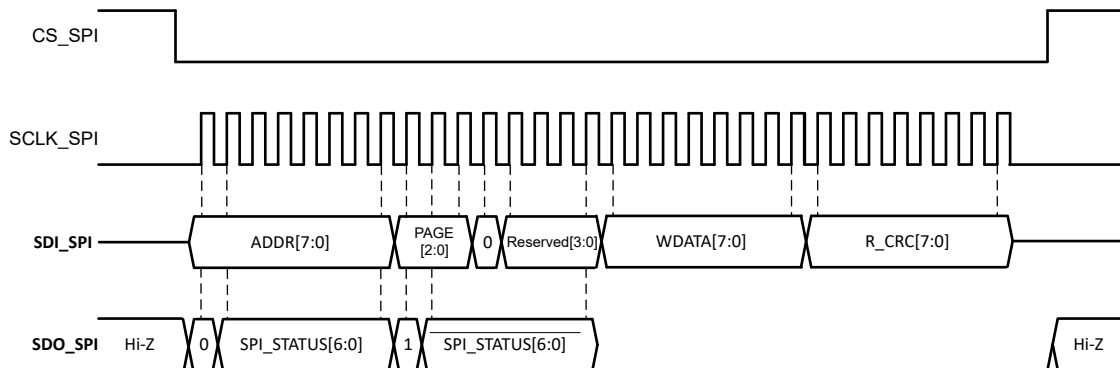 CS_SPI
SCLK_SPI
SDI_SPI
ADDR[7:0]
PAGE
[2:0]
0
Reserved[3:0]
WDATA[7:0]
R_CRC[7:0]
SDO_SPI
Hi-Z
0
SPI_STATUS[6:0]
1
SPI_STATUS[6:0]
Hi-Z